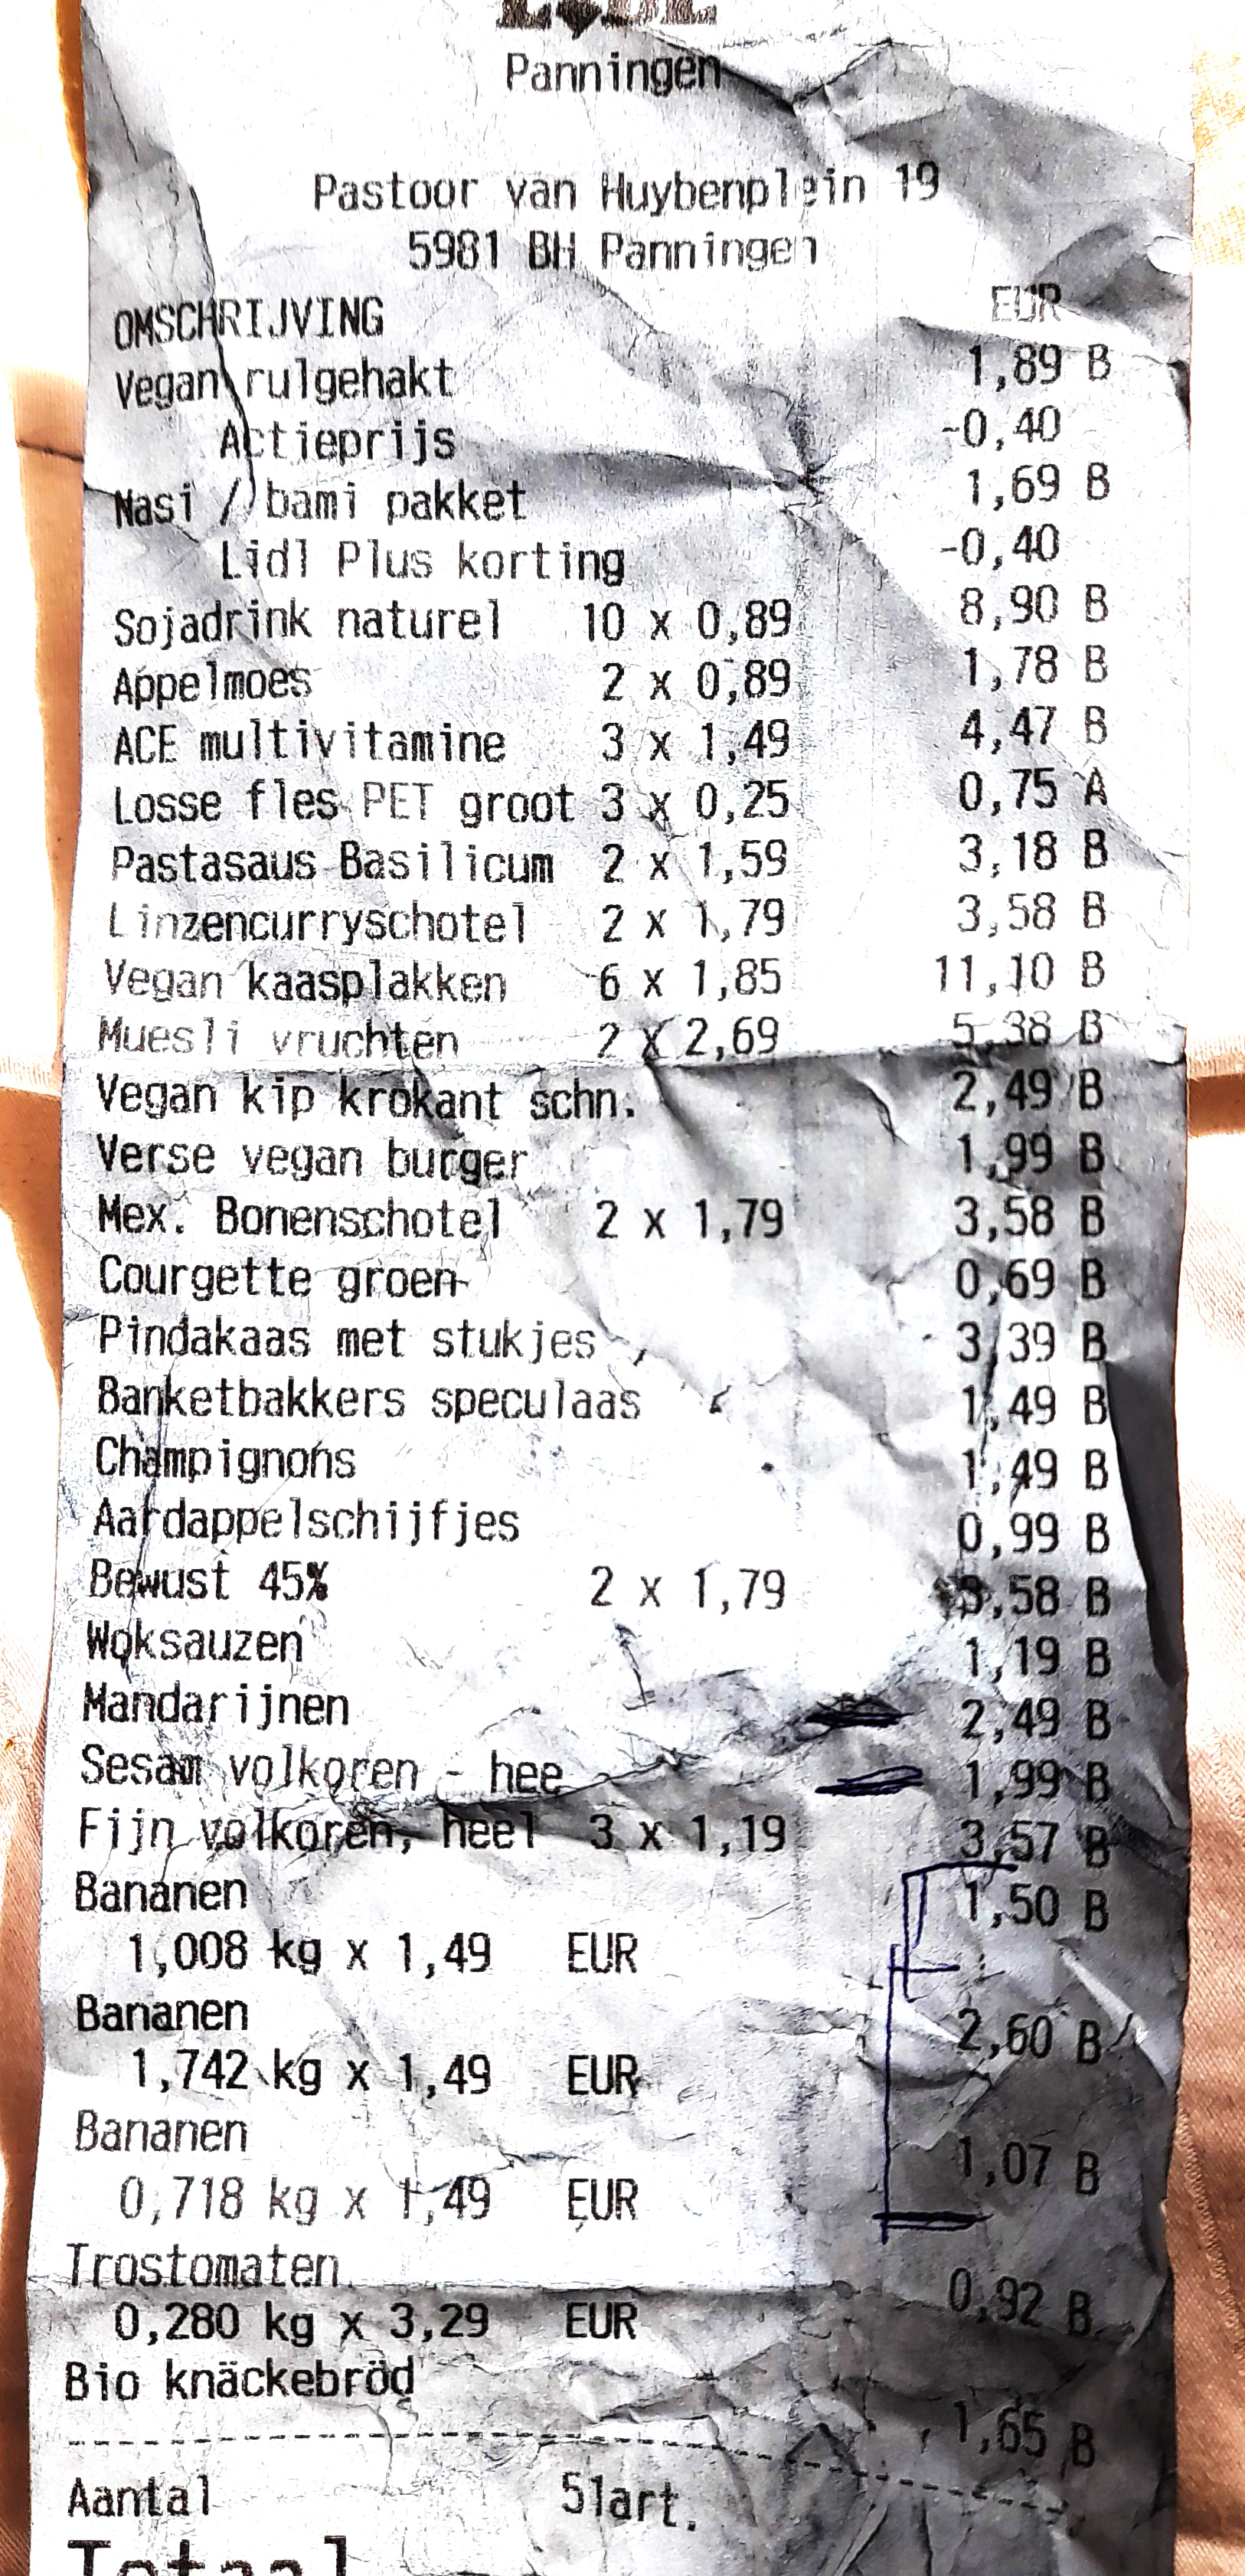 LIDL
Panningen
Pastoor van Huybenplein 19
5981 BH Panningen
OMSCHRIJVING EUR
Vegan rulgehakt 1,89 B
Actieprijs -0,40
Nasi / bami pakket 1,69 B
Lidl Plus korting -0,40
Sojadrink naturel 10 x 0,89 8,90 B
Appelmoes 2 x 0,89 1,78 B
ACE multivitamine 3 x 1,49 4,47 B
Losse fles PET groot 3 x 0,25 0,75 A
Pastasaus Basilicum 2 x 1,59 3,18 B
Linzencurryschotel 2 x 1,79 3,58 B
Vegan kaasplakken 6 x 1,85 11,10 B
Muesli vruchten 2 x 2,69 5,38 B
Vegan kip krokant schn. 2,49 B
Verse vegan burger 1,99 B
Mex. Bonenschotel 2 x 1,79 3,58 B
Courgette groen 0,69 B
Pindakaas met stukjes 3,39 B
Banketbakkers speculaas 1,49 B
Champignons 1,49 B
Aardappelschijfjes 0,99 B
Bewust 45% 2 x 1,79 3,58 B
Woksauzen 1,19 B
Mandarijnen 2,49 B
Sesam volkoren - hee 1,99 B
Fijn volkoren, heel 3 x 1,19 3,57 B
Bananen 1,50 B
1,008 kg x 1,49 EUR
Bananen 2,60 B
1,742 kg x 1,49 EUR
Bananen 1,07 B
0,718 kg x 1,49 EUR
Trostomaten 0,92 B
0,280 kg x 3,29 EUR
Bio knäckebröd 1,65 B
Aantal 51art.
Totaal